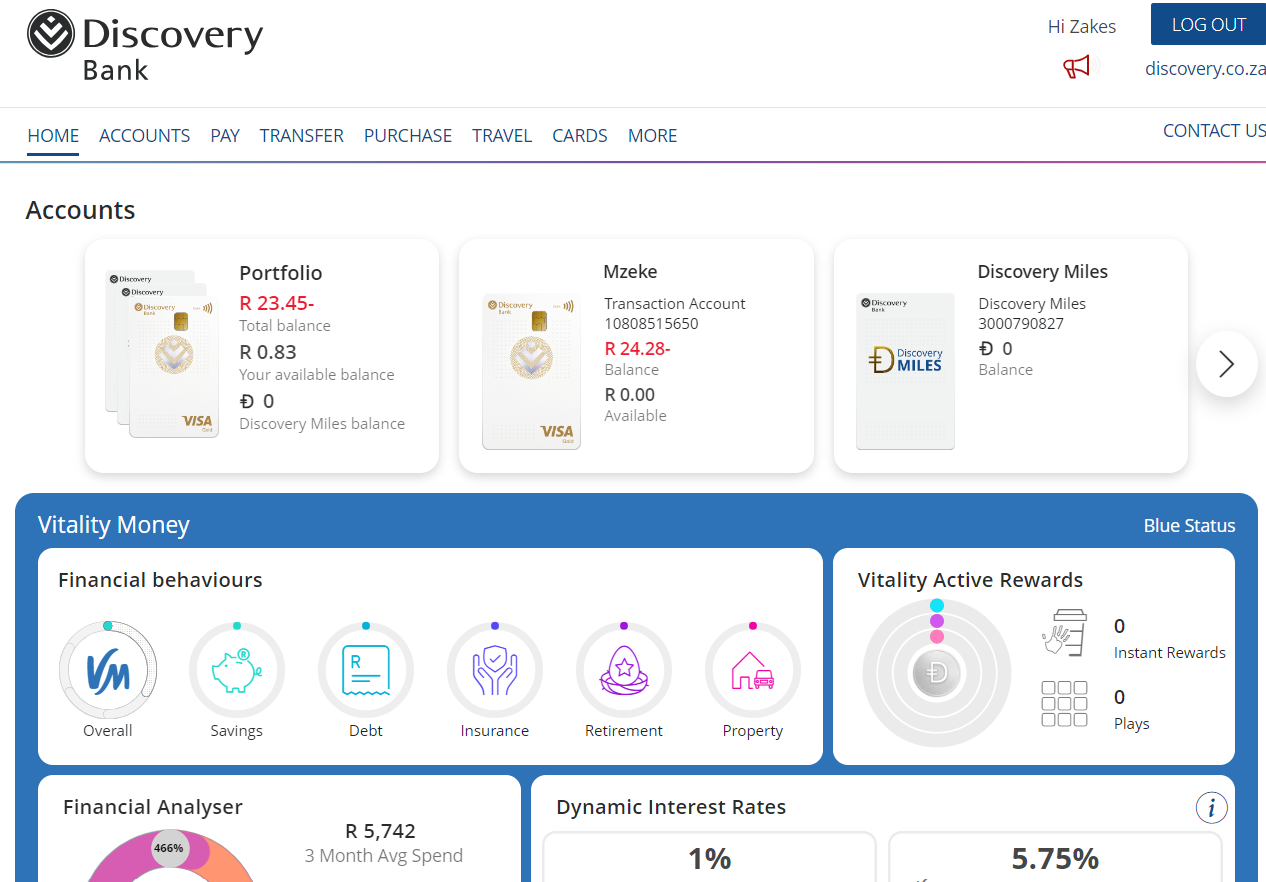 Discovery
Bank
Hi Zakes
LOG OUT
discovery.co.za
HOME ACCOUNTS PAY TRANSFER PURCHASE TRAVEL CARDS MORE
CONTACT US
Accounts
Discovery
Discovery
Discovery
Bank
VISA
Gold
Portfolio
R 23.45-
Total balance
R 0.83
Your available balance
Đ 0
Discovery Miles balance
Discovery
Bank
VISA
Gold
Mzeke
Transaction Account
10808515650
R 24.28-
Balance
R 0.00
Available
Discovery
Bank
Discovery
MILES
Discovery Miles
Discovery Miles
3000790827
Đ 0
Balance
Vitality Money
Blue Status
Financial behaviours
VM
Overall
R
Savings
R
Debt
Insurance
Retirement
Property
Vitality Active Rewards
Đ
0
Instant Rewards
0
Plays
Financial Analyser
466%
R 5,742
3 Month Avg Spend
Dynamic Interest Rates
i
1%
5.75%